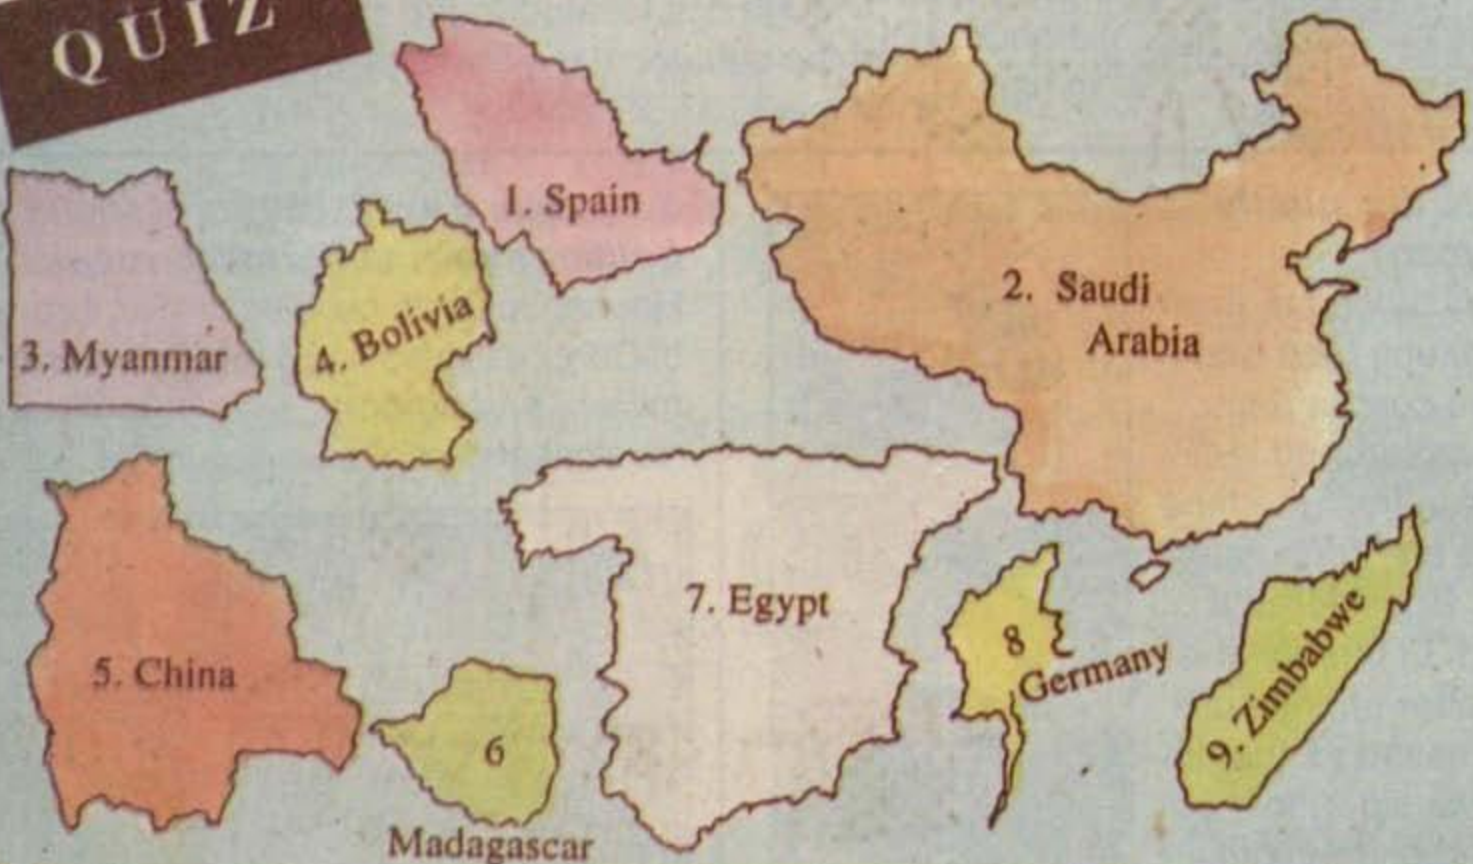 QUIZ
1. Spain
2. Saudi
Arabia
3. Myanmar
4. Bolivia
5. China
6
Madagascar
7. Egypt
8
Germany
9. Zimbabwe